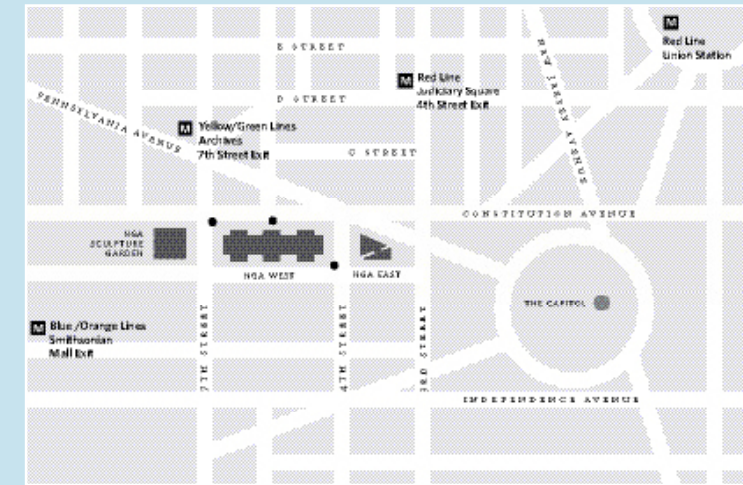 M
Red Line
Union Station
E STREET
M
Red Line
Judiciary Square
4th Street Exit
NEW JERSEY AVENUE
D STREET
PENNSYLVANIA AVENUE
M
Yellow/Green Lines
Archives
7th Street Exit
C STREET
CONSTITUTION AVENUE
NGA
SCULPTURE
GARDEN
NGA WEST
NGA EAST
THE CAPITOL
M
Blue/Orange Lines
Smithsonian
Mall Exit
7TH STREET
4TH STREET
3RD STREET
INDEPENDENCE AVENUE